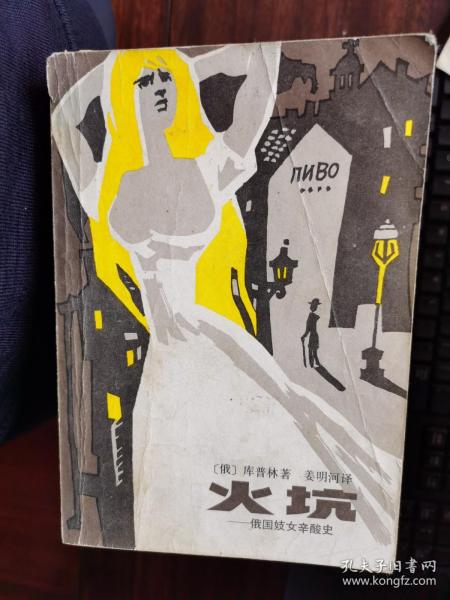 ПИВО
〔俄〕库普林著 姜明河译
火坑
——俄国妓女辛酸史
孔夫子旧书网
www.kongfz.com